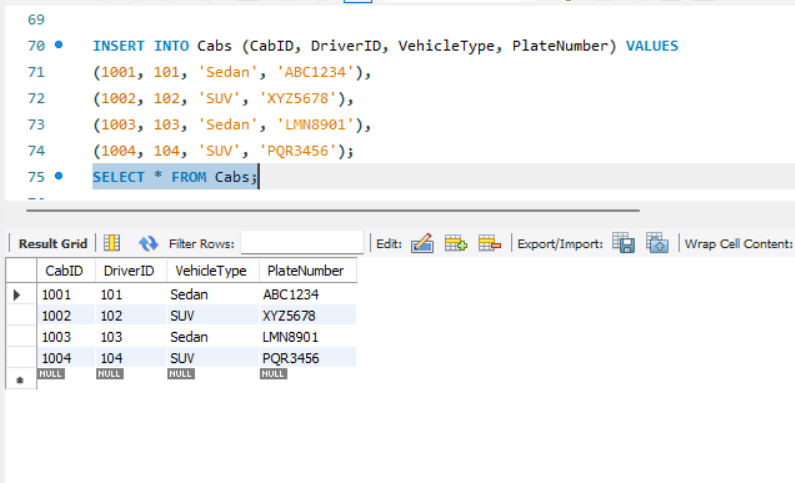 69
70 INSERT INTO Cabs (CabID, DriverID, VehicleType, PlateNumber) VALUES
71 (1001, 101, 'Sedan', 'ABC1234'),
72 (1002, 102, 'SUV', 'XYZ5678'),
73 (1003, 103, 'Sedan', 'LMN8901'),
74 (1004, 104, 'SUV', 'PQR3456');
75 SELECT * FROM Cabs;
Result Grid Filter Rows: Edit: Export/Import: Wrap Cell Content:
CabID DriverID VehicleType PlateNumber
1001 101 Sedan ABC1234
1002 102 SUV XYZ5678
1003 103 Sedan LMN8901
1004 104 SUV PQR3456
NULL NULL NULL NULL